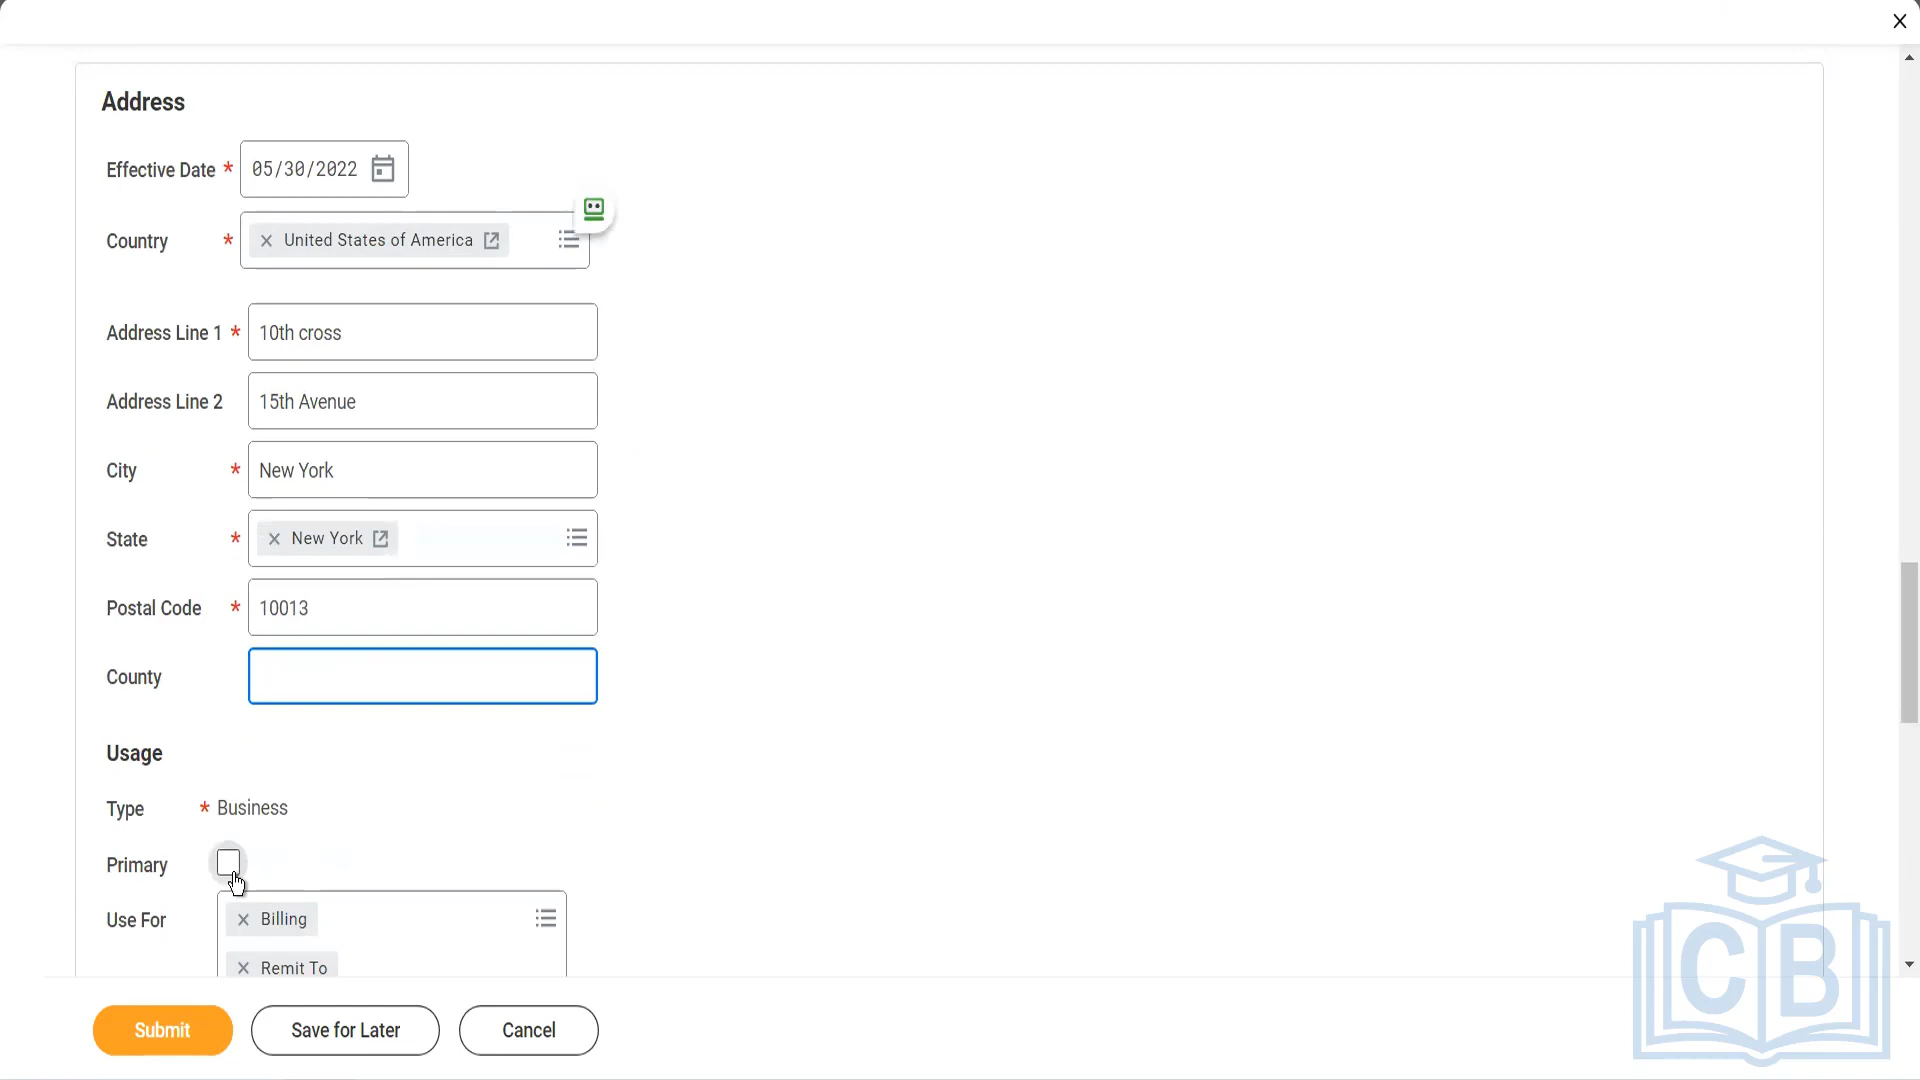 Address
Effective Date * 05/30/2022
Country * United States of America
Address Line 1 * 10th cross
Address Line 2 15th Avenue
City * New York
State * New York
Postal Code * 10013
County
Usage
Type * Business
Primary
Use For Billing
Remit To
Submit Save for Later Cancel
CB